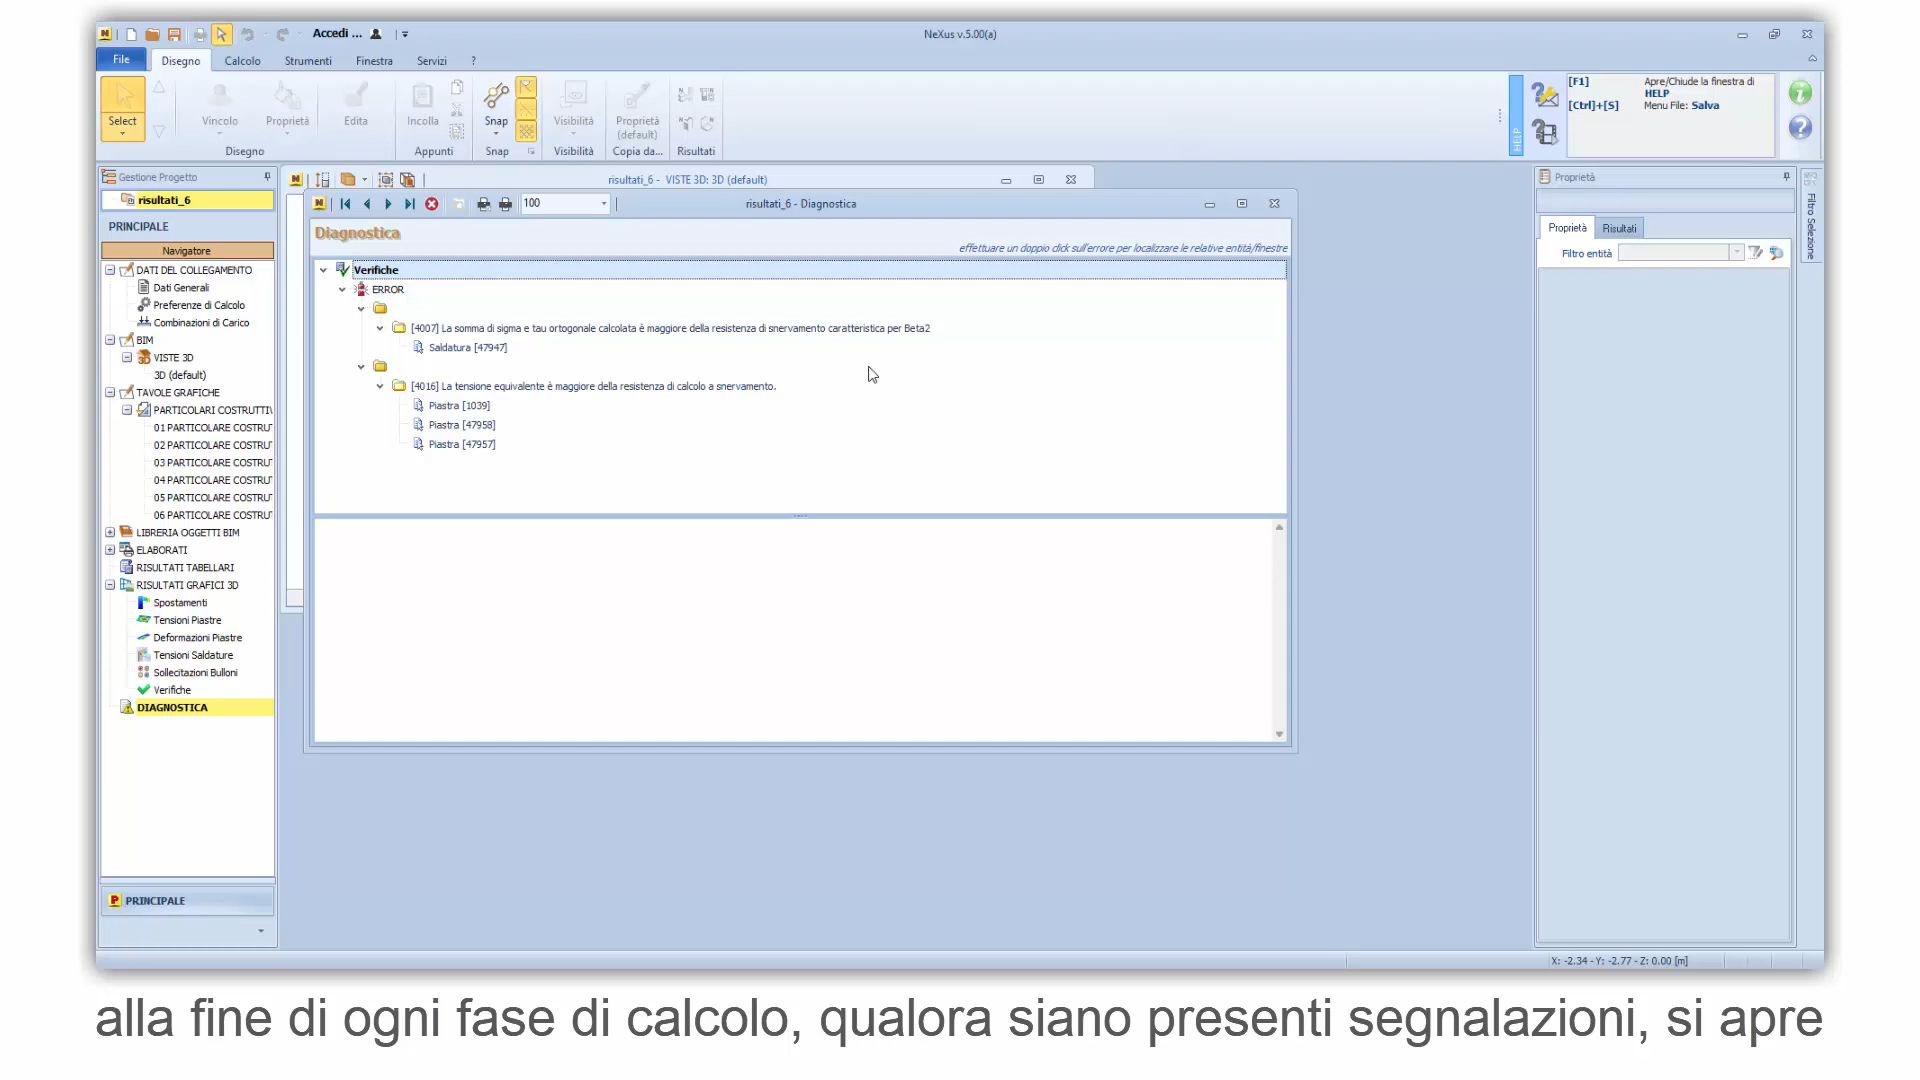 Accedi ...
NeXus v.5.00(a)
File
Disegno
Calcolo
Strumenti
Finestra
Servizi
?
Select
Vincolo
Proprietà
Edita
Disegno
Incolla
Appunti
Snap
Snap
Visibilità
Visibilità
Proprietà
(default)
Copia da...
Risultati
HELP
[F1] Apre/Chiude la finestra di
HELP
[Ctrl]+[S] Menu File: Salva
Gestione Progetto
risultati_6
PRINCIPALE
Navigatore
DATI DEL COLLEGAMENTO
Dati Generali
Preferenze di Calcolo
Combinazioni di Carico
BIM
VISTE 3D
3D (default)
TAVOLE GRAFICHE
PARTICOLARI COSTRUTTIV
01 PARTICOLARE COSTRUT
02 PARTICOLARE COSTRUT
03 PARTICOLARE COSTRUT
04 PARTICOLARE COSTRUT
05 PARTICOLARE COSTRUT
06 PARTICOLARE COSTRUT
LIBRERIA OGGETTI BIM
ELABORATI
RISULTATI TABELLARI
RISULTATI GRAFICI 3D
Spostamenti
Tensioni Piastre
Deformazioni Piastre
Tensioni Saldature
Sollecitazioni Bulloni
Verifiche
DIAGNOSTICA
P PRINCIPALE
risultati_6 - VISTE 3D: 3D (default)
100
risultati_6 - Diagnostica
Diagnostica
effettuare un doppio click sull'errore per localizzare le relative entità/finestre
Verifiche
ERROR
[4007] La somma di sigma e tau ortogonale calcolata è maggiore della resistenza di snervamento caratteristica per Beta2
Saldatura [47947]
[4016] La tensione equivalente è maggiore della resistenza di calcolo a snervamento.
Piastra [1039]
Piastra [47958]
Piastra [47957]
Proprietà
Proprietà
Risultati
Filtro entità
Filtro Selezione
X: -2.34 - Y: -2.77 - Z: 0.00 [m]
alla fine di ogni fase di calcolo, qualora siano presenti segnalazioni, si apre